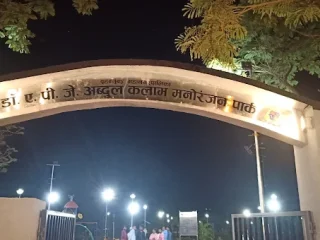 डॉ. ए. पी. जे. अब्दुल कलाम मनोरंजन पार्क